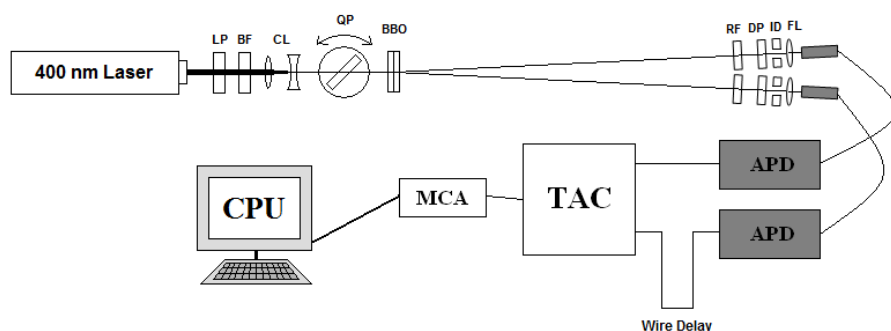 LP BF CL QP BBO RF DP ID FL
400 nm Laser
CPU
MCA
TAC
APD
APD
Wire Delay